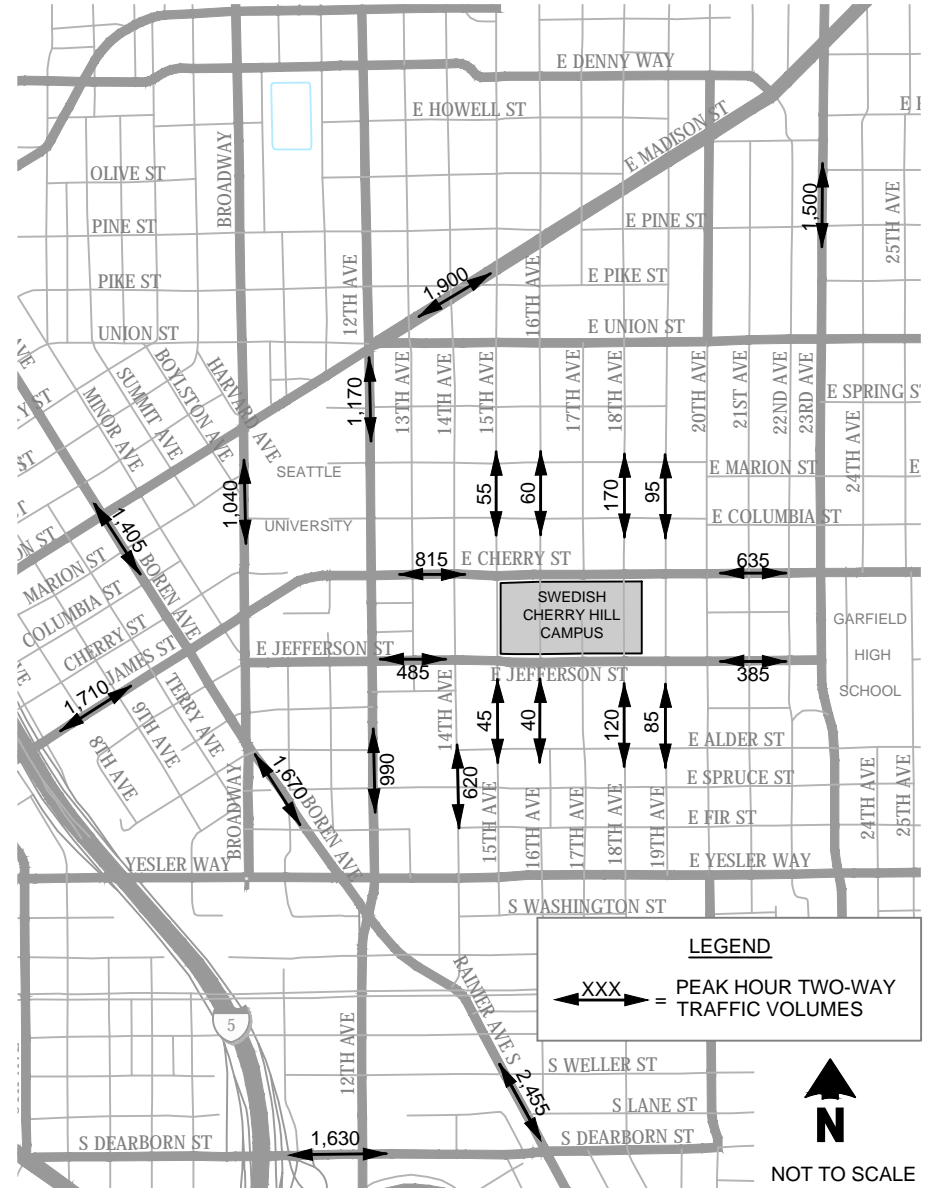 E DENNY WAY
E HOWELL ST
E MADISON ST
OLIVE ST
BROADWAY
1,500
25TH AVE
PINE ST
E PINE ST
PIKE ST
1,900
12TH AVE
16TH AVE
E PIKE ST
UNION ST
E UNION ST
BOYLSTON AVE
HARVARD AVE
SUMMIT AVE
MINOR AVE
1,170
13TH AVE
14TH AVE
15TH AVE
17TH AVE
18TH AVE
20TH AVE
21ST AVE
22ND AVE
23RD AVE
24TH AVE
SEATTLE
UNIVERSITY
1,040
55
60
170
95
E MARION ST
E COLUMBIA ST
1,405
BOREN AVE
MARION ST
COLUMBIA ST
CHERRY ST
JAMES ST
E CHERRY ST
815
635
SWEDISH
CHERRY HILL
CAMPUS
GARFIELD
HIGH
SCHOOL
E JEFFERSON ST
485
E JEFFERSON ST
385
1,710
TERRY AVE
9TH AVE
8TH AVE
14TH AVE
45
40
120
85
E ALDER ST
990
620
E SPRUCE ST
1,670
BOREN AVE
BROADWAY
15TH AVE
16TH AVE
17TH AVE
18TH AVE
19TH AVE
24TH AVE
25TH AVE
E FIR ST
YESLER WAY
E YESLER WAY
S WASHINGTON ST
LEGEND
XXX
= PEAK HOUR TWO-WAY
TRAFFIC VOLUMES
RAINIER AVE S
5
12TH AVE
S WELLER ST
2,455
S LANE ST
S DEARBORN ST
1,630
S DEARBORN ST
N
NOT TO SCALE